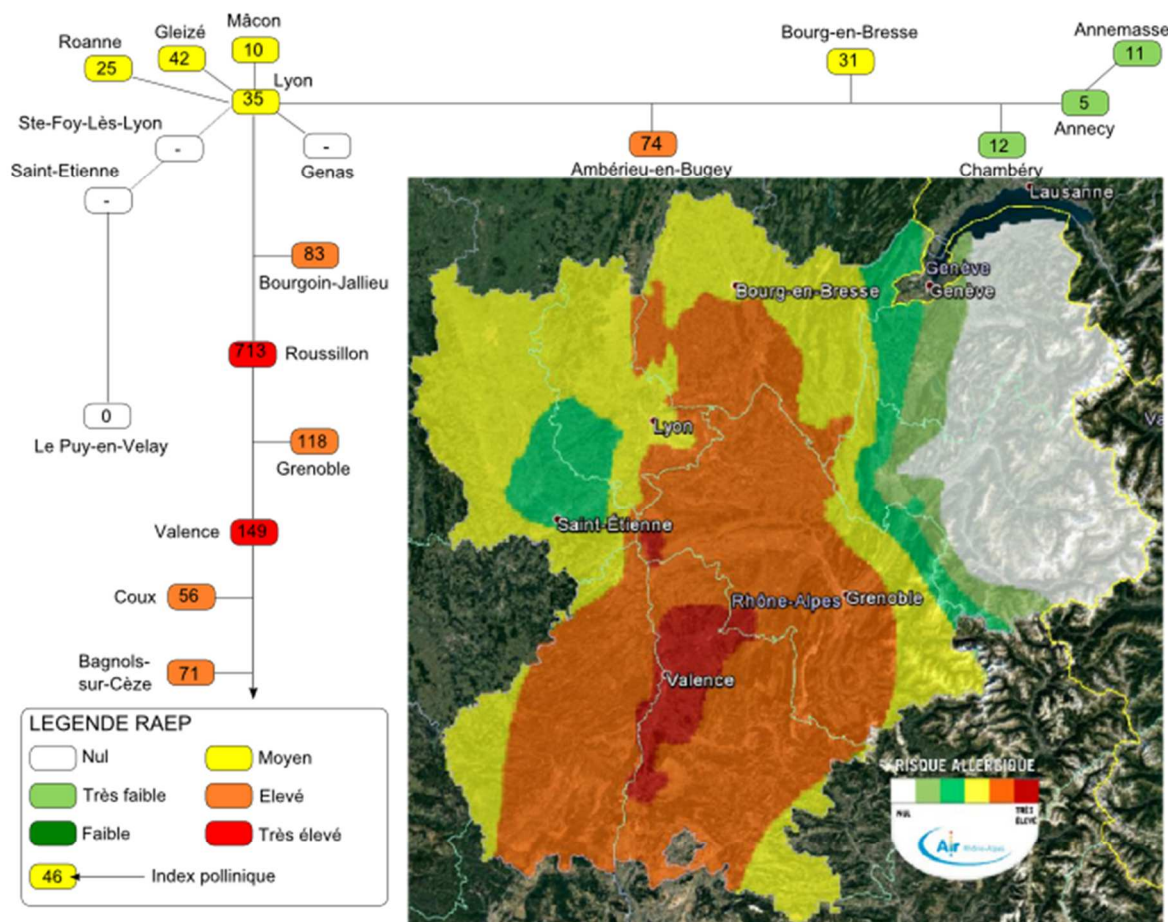 Mâcon
10
Gleizé
42
Roanne
25
Lyon
35
Bourg-en-Bresse
31
Annemasse
11
5
Annecy
Ste-Foy-Lès-Lyon
-
-
Genas
Saint-Etienne
-
74
Ambérieu-en-Bugey
12
Chambéry
83
Bourgoin-Jallieu
713
Roussillon
0
Le Puy-en-Velay
118
Grenoble
Valence
149
Coux
56
Bagnols-
sur-Cèze
71
LEGENDE RAEP
Nul
Moyen
Très faible
Elevé
Faible
Très élevé
46
Index pollinique
Lausanne
Genève
Genève
Bourg-en-Bresse
Lyon
Saint-Étienne
Rhône-Alpes
Grenoble
Valence
Va
RISQUE ALLERGIQUE
NUL
TRÈS
ÉLEVÉ
Air
Rhône-Alpes